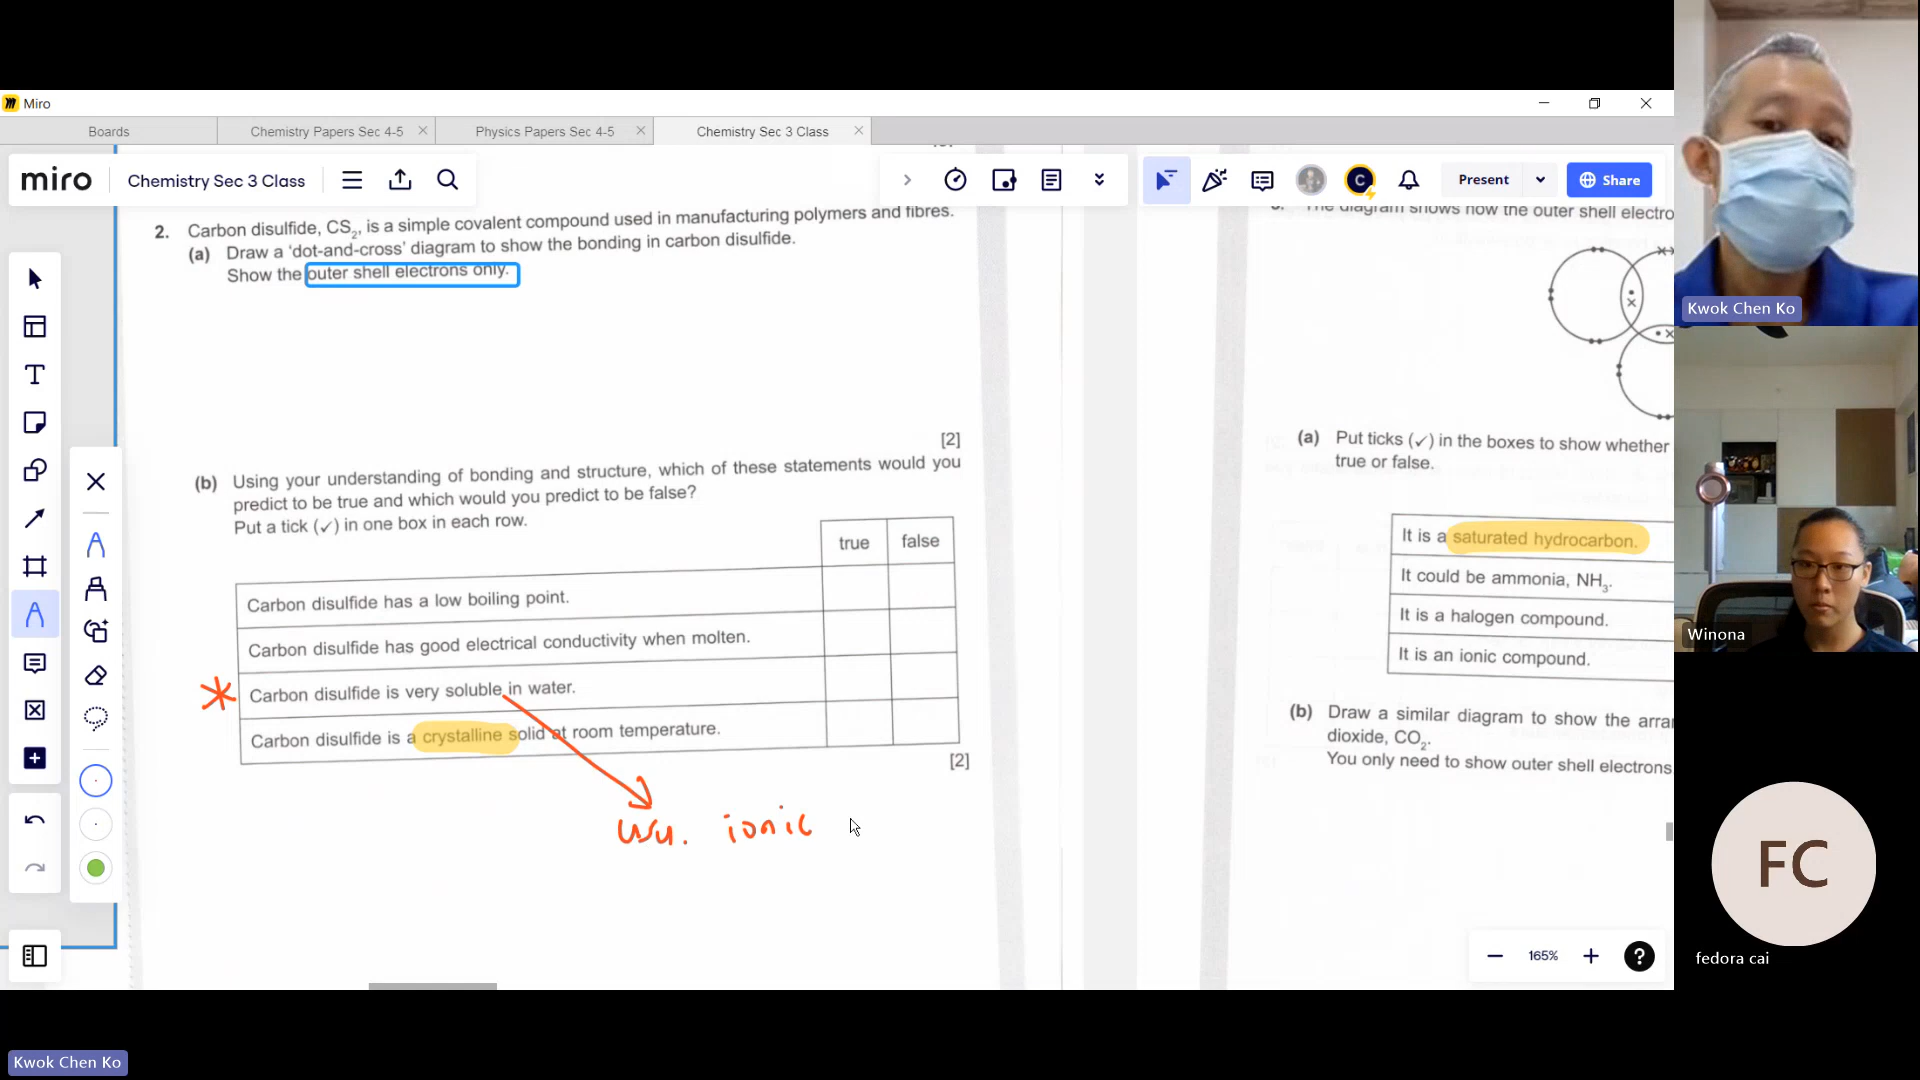 Miro
Boards
Chemistry Papers Sec 4-5
Physics Papers Sec 4-5
Chemistry Sec 3 Class
miro
Chemistry Sec 3 Class
C
Present
Share
2. Carbon disulfide, CS2, is a simple covalent compound used in manufacturing polymers and fibres.
(a) Draw a ‘dot-and-cross’ diagram to show the bonding in carbon disulfide.
Show the outer shell electrons only.
[2]
(b) Using your understanding of bonding and structure, which of these statements would you
predict to be true and which would you predict to be false?
Put a tick (✓) in one box in each row.
true false
Carbon disulfide has a low boiling point.
Carbon disulfide has good electrical conductivity when molten.
Carbon disulfide is very soluble in water.
Carbon disulfide is a crystalline solid at room temperature.
[2]
usu. ionic
The diagram shows how the outer shell electro
(a) Put ticks (✓) in the boxes to show whether
true or false.
It is a saturated hydrocarbon.
It could be ammonia, NH3.
It is a halogen compound.
It is an ionic compound.
(b) Draw a similar diagram to show the arra
dioxide, CO2.
You only need to show outer shell electrons
165%
?
Kwok Chen Ko
Winona
FC
fedora cai
Kwok Chen Ko